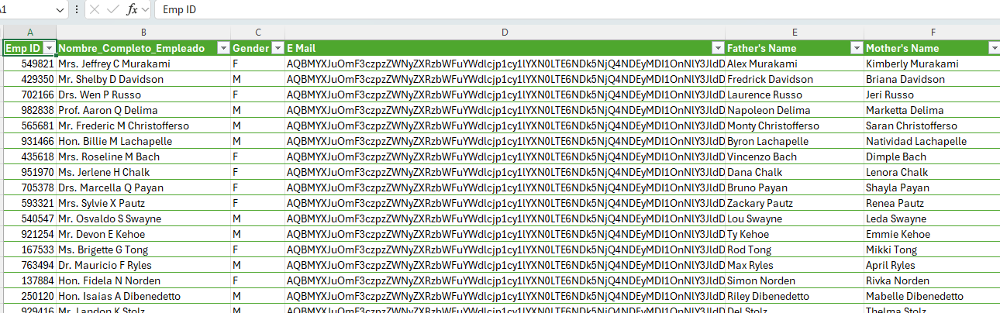 A1 fx Emp ID
A B C D E F
Emp ID Nombre_Completo_Empleado Gender E Mail Father's Name Mother's Name
549821 Mrs. Jeffrey C Murakami F AQBMYXJuOmF3czpzZWNyZXRzbWFuYWdlcjp1cy1lYXN0LTE6NDk5NjQ4NDEyMDI1OnNlY3JldD Alex Murakami Kimberly Murakami
429350 Mr. Shelby D Davidson M AQBMYXJuOmF3czpzZWNyZXRzbWFuYWdlcjp1cy1lYXN0LTE6NDk5NjQ4NDEyMDI1OnNlY3JldD Fredrick Davidson Briana Davidson
702166 Drs. Wen P Russo F AQBMYXJuOmF3czpzZWNyZXRzbWFuYWdlcjp1cy1lYXN0LTE6NDk5NjQ4NDEyMDI1OnNlY3JldD Laurence Russo Jeri Russo
982838 Prof. Aaron Q Delima M AQBMYXJuOmF3czpzZWNyZXRzbWFuYWdlcjp1cy1lYXN0LTE6NDk5NjQ4NDEyMDI1OnNlY3JldD Napoleon Delima Marketta Delima
565681 Mr. Frederic M Christofferso M AQBMYXJuOmF3czpzZWNyZXRzbWFuYWdlcjp1cy1lYXN0LTE6NDk5NjQ4NDEyMDI1OnNlY3JldD Monty Christofferso Saran Christofferso
931466 Hon. Billie M Lachapelle M AQBMYXJuOmF3czpzZWNyZXRzbWFuYWdlcjp1cy1lYXN0LTE6NDk5NjQ4NDEyMDI1OnNlY3JldD Byron Lachapelle Natividad Lachapelle
435618 Mrs. Roseline M Bach F AQBMYXJuOmF3czpzZWNyZXRzbWFuYWdlcjp1cy1lYXN0LTE6NDk5NjQ4NDEyMDI1OnNlY3JldD Vincenzo Bach Dimple Bach
951970 Ms. Jerlene H Chalk F AQBMYXJuOmF3czpzZWNyZXRzbWFuYWdlcjp1cy1lYXN0LTE6NDk5NjQ4NDEyMDI1OnNlY3JldD Dana Chalk Lenora Chalk
705378 Drs. Marcella Q Payan F AQBMYXJuOmF3czpzZWNyZXRzbWFuYWdlcjp1cy1lYXN0LTE6NDk5NjQ4NDEyMDI1OnNlY3JldD Bruno Payan Shayla Payan
593321 Mrs. Sylvie X Pautz F AQBMYXJuOmF3czpzZWNyZXRzbWFuYWdlcjp1cy1lYXN0LTE6NDk5NjQ4NDEyMDI1OnNlY3JldD Zackary Pautz Renea Pautz
540547 Mr. Osvaldo S Swayne M AQBMYXJuOmF3czpzZWNyZXRzbWFuYWdlcjp1cy1lYXN0LTE6NDk5NjQ4NDEyMDI1OnNlY3JldD Lou Swayne Leda Swayne
921254 Mr. Devon E Kehoe M AQBMYXJuOmF3czpzZWNyZXRzbWFuYWdlcjp1cy1lYXN0LTE6NDk5NjQ4NDEyMDI1OnNlY3JldD Ty Kehoe Emmie Kehoe
167533 Ms. Brigette G Tong F AQBMYXJuOmF3czpzZWNyZXRzbWFuYWdlcjp1cy1lYXN0LTE6NDk5NjQ4NDEyMDI1OnNlY3JldD Rod Tong Mikki Tong
763494 Dr. Mauricio F Ryles M AQBMYXJuOmF3czpzZWNyZXRzbWFuYWdlcjp1cy1lYXN0LTE6NDk5NjQ4NDEyMDI1OnNlY3JldD Max Ryles April Ryles
137884 Hon. Fidela N Norden F AQBMYXJuOmF3czpzZWNyZXRzbWFuYWdlcjp1cy1lYXN0LTE6NDk5NjQ4NDEyMDI1OnNlY3JldD Simon Norden Rivka Norden
250120 Hon. Isaias A Dibenedetto M AQBMYXJuOmF3czpzZWNyZXRzbWFuYWdlcjp1cy1lYXN0LTE6NDk5NjQ4NDEyMDI1OnNlY3JldD Riley Dibenedetto Mabelle Dibenedetto
929416 Mr. Landon K Stolz M AQBMYXJuOmF3czpzZWNyZXRzbWFuYWdlcjp1cy1lYXN0LTE6NDk5NjQ4NDEyMDI1OnNlY3JldD Del Stolz Thelma Stolz